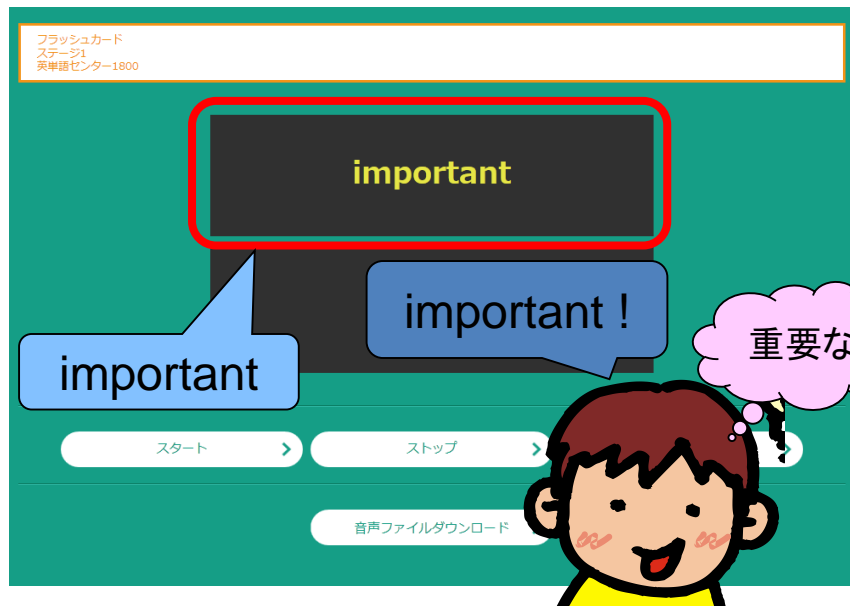 フラッシュカード
ステージ1
英単語センター1800
important
important !
重要な
important
スタート
ストップ
音声ファイルダウンロード